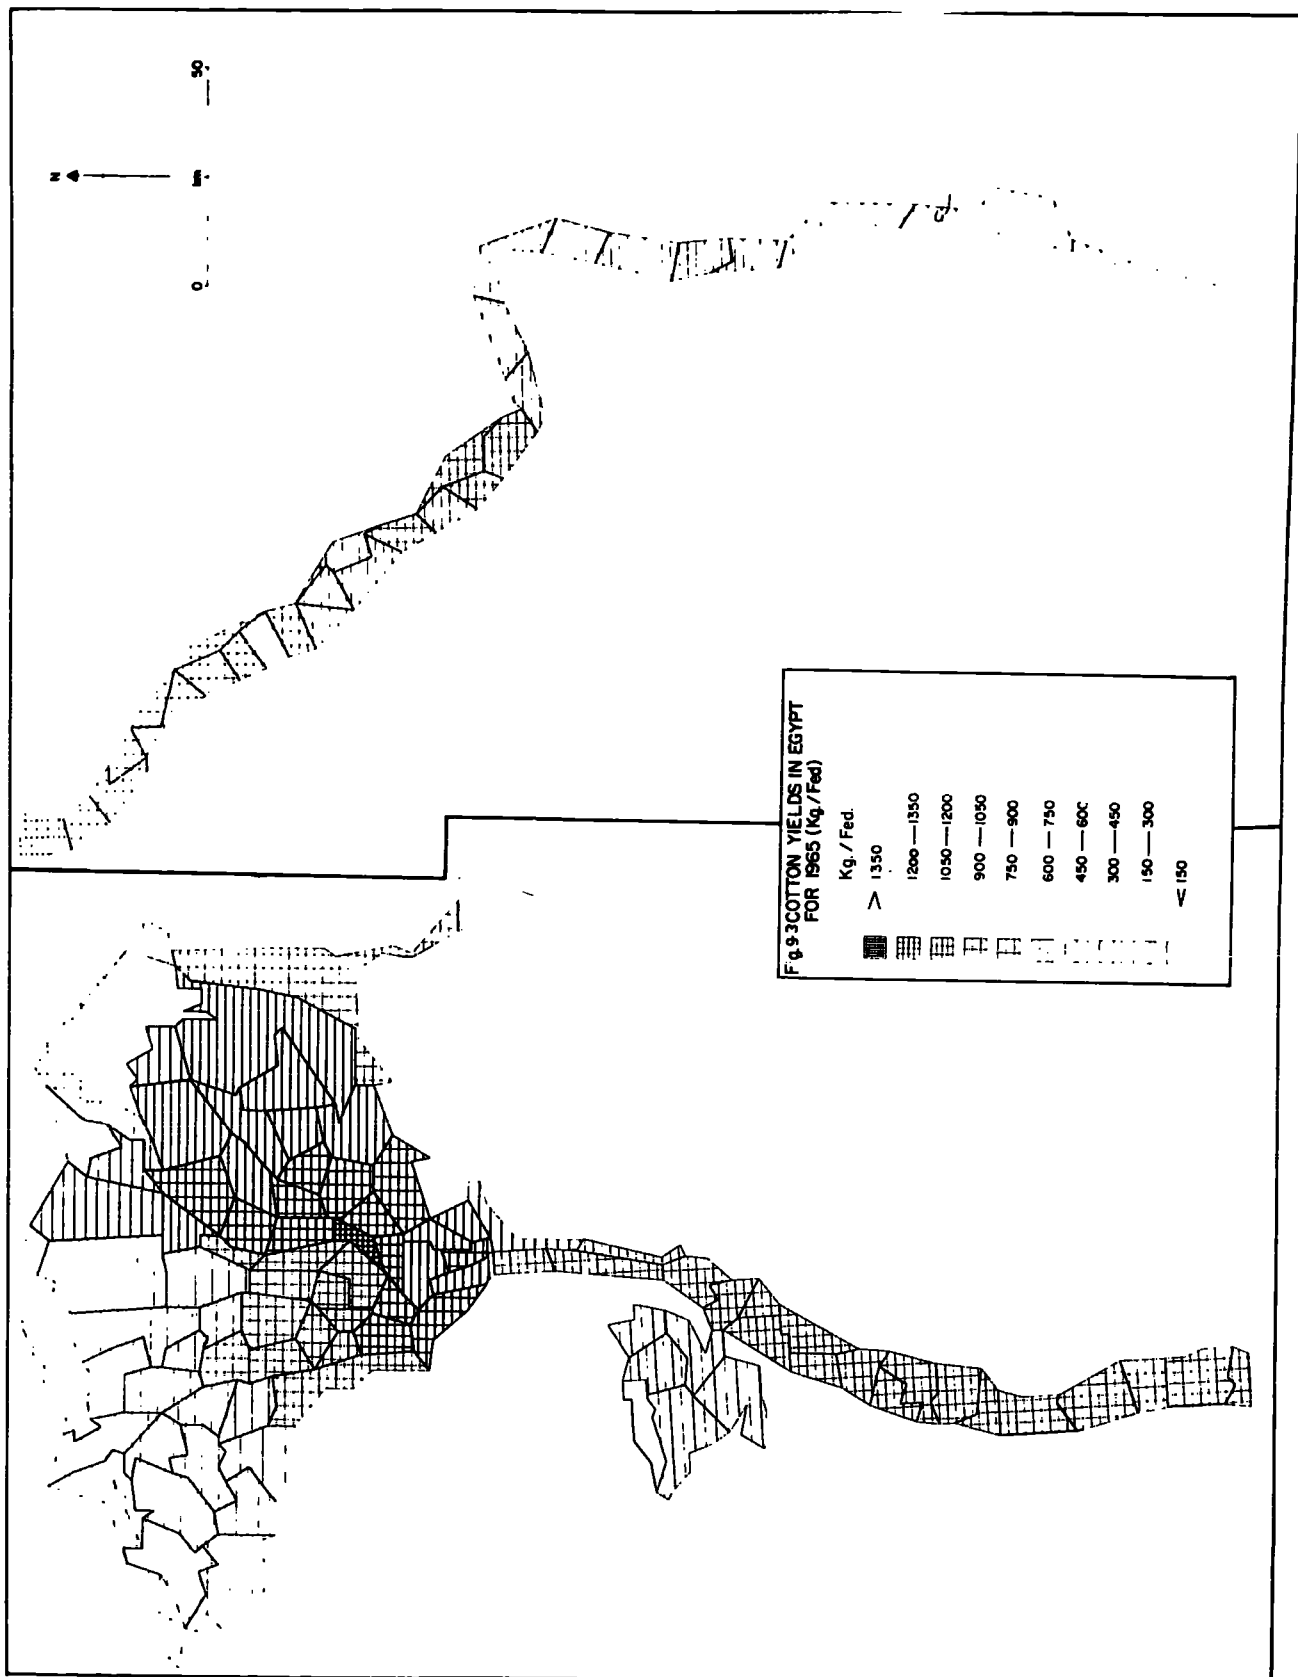 N
0 km 50
Fig 9·3 COTTON YIELDS IN EGYPT
FOR 1965 (Kg./Fed)
Kg. / Fed.
> 1350
1200 — 1350
1050 — 1200
900 — 1050
750 — 900
600 — 750
450 — 600
300 — 450
150 — 300
< 150